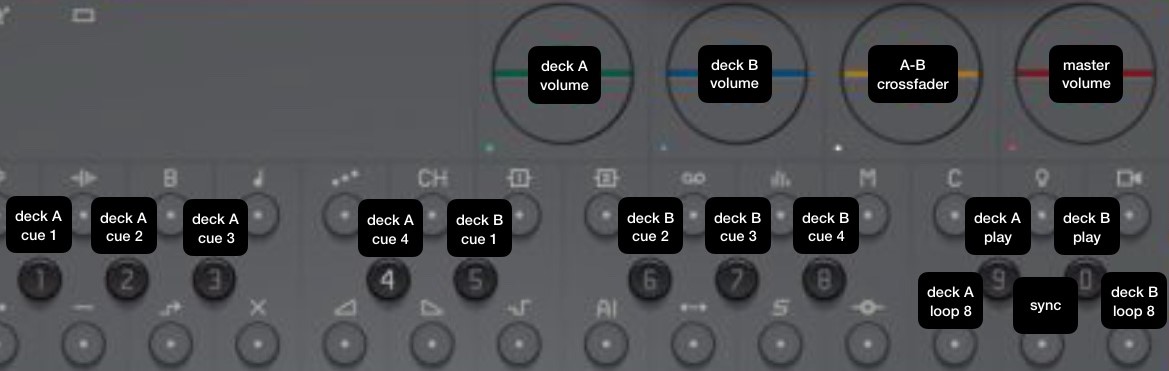 deck A
volume
deck B
volume
A-B
crossfader
master
volume
B
CH
1
2
M
C
deck A
cue 1
deck A
cue 2
deck A
cue 3
deck A
cue 4
deck B
cue 1
deck B
cue 2
deck B
cue 3
deck B
cue 4
deck A
play
deck B
play
1
2
3
4
5
6
7
8
9
0
deck A
loop 8
sync
deck B
loop 8
AI
S